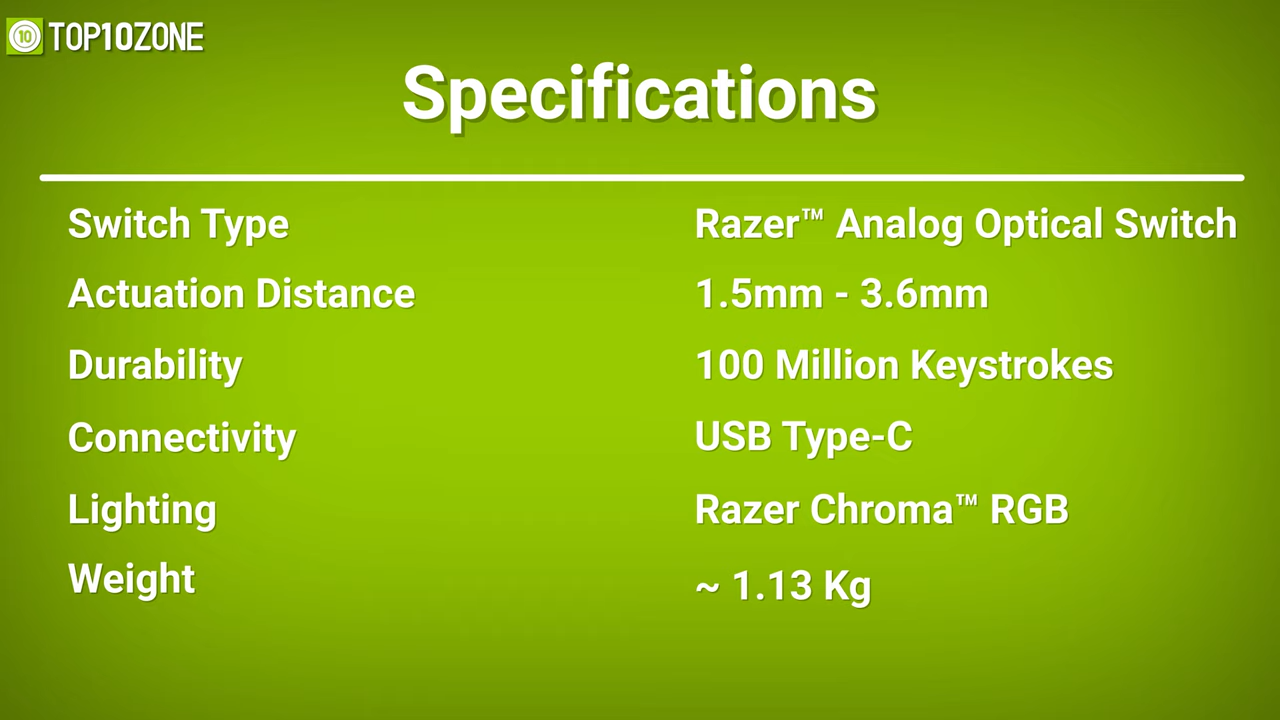 TOP10ZONE
Specifications
Switch Type Razer™ Analog Optical Switch
Actuation Distance 1.5mm - 3.6mm
Durability 100 Million Keystrokes
Connectivity USB Type-C
Lighting Razer Chroma™ RGB
Weight ~ 1.13 Kg